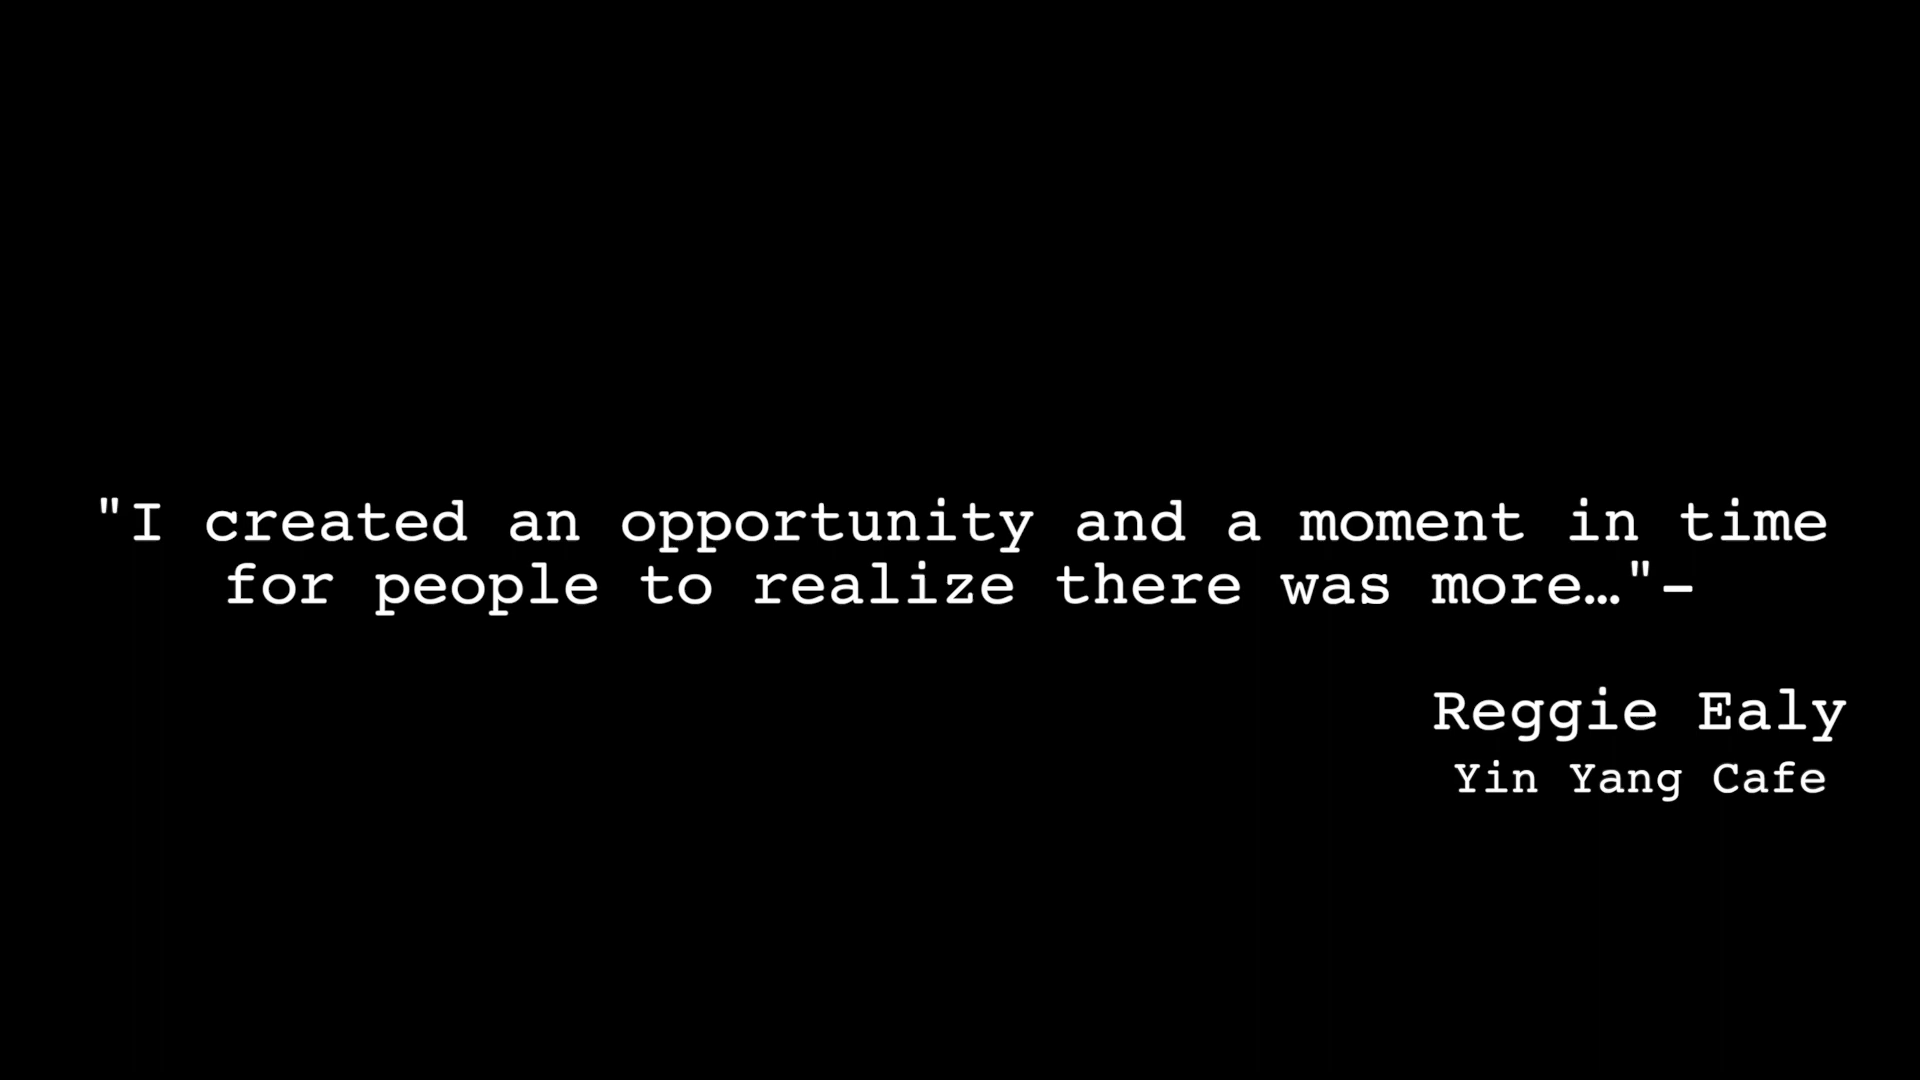 "I created an opportunity and a moment in time
for people to realize there was more…"–
Reggie Ealy
Yin Yang Cafe